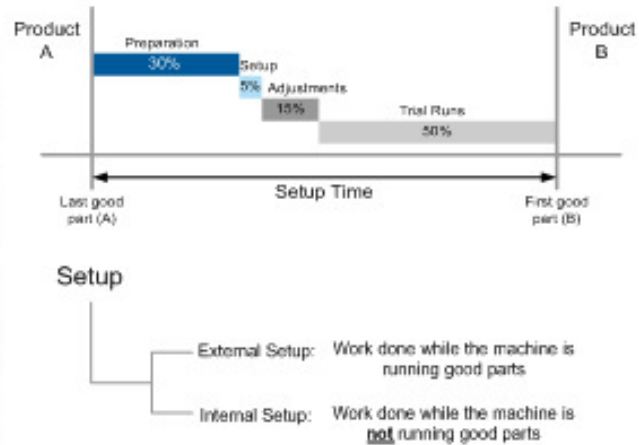 Product
A
Product
B
Preparation
30%
Setup
5%
Adjustments
15%
Trial Runs
50%
Setup Time
Last good
part (A)
First good
part (B)
Setup
External Setup: Work done while the machine is
running good parts
Internal Setup: Work done while the machine is
not running good parts